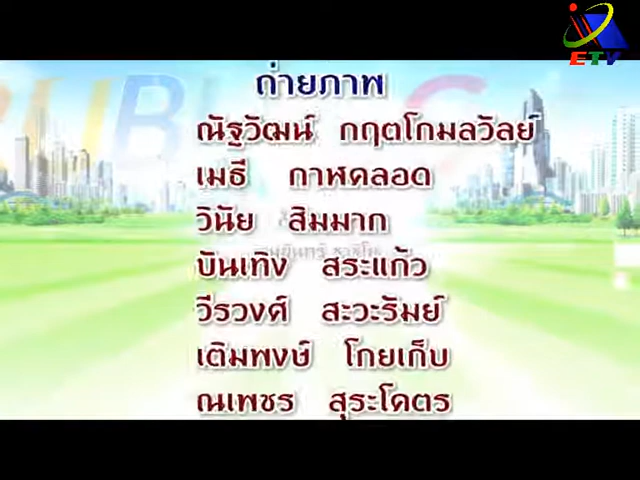 ETV
ถ่ายภาพ
ณัฐวัฒน์ กฤตโกมลวัลย์
เมธี กาฬคลอด
วินัย สิมมาก
บันเทิง สระแก้ว
วีรวงศ์ สะวะรัมย์
เติมพงษ์ โกยเก็บ
ณเพชร สุระโคตร